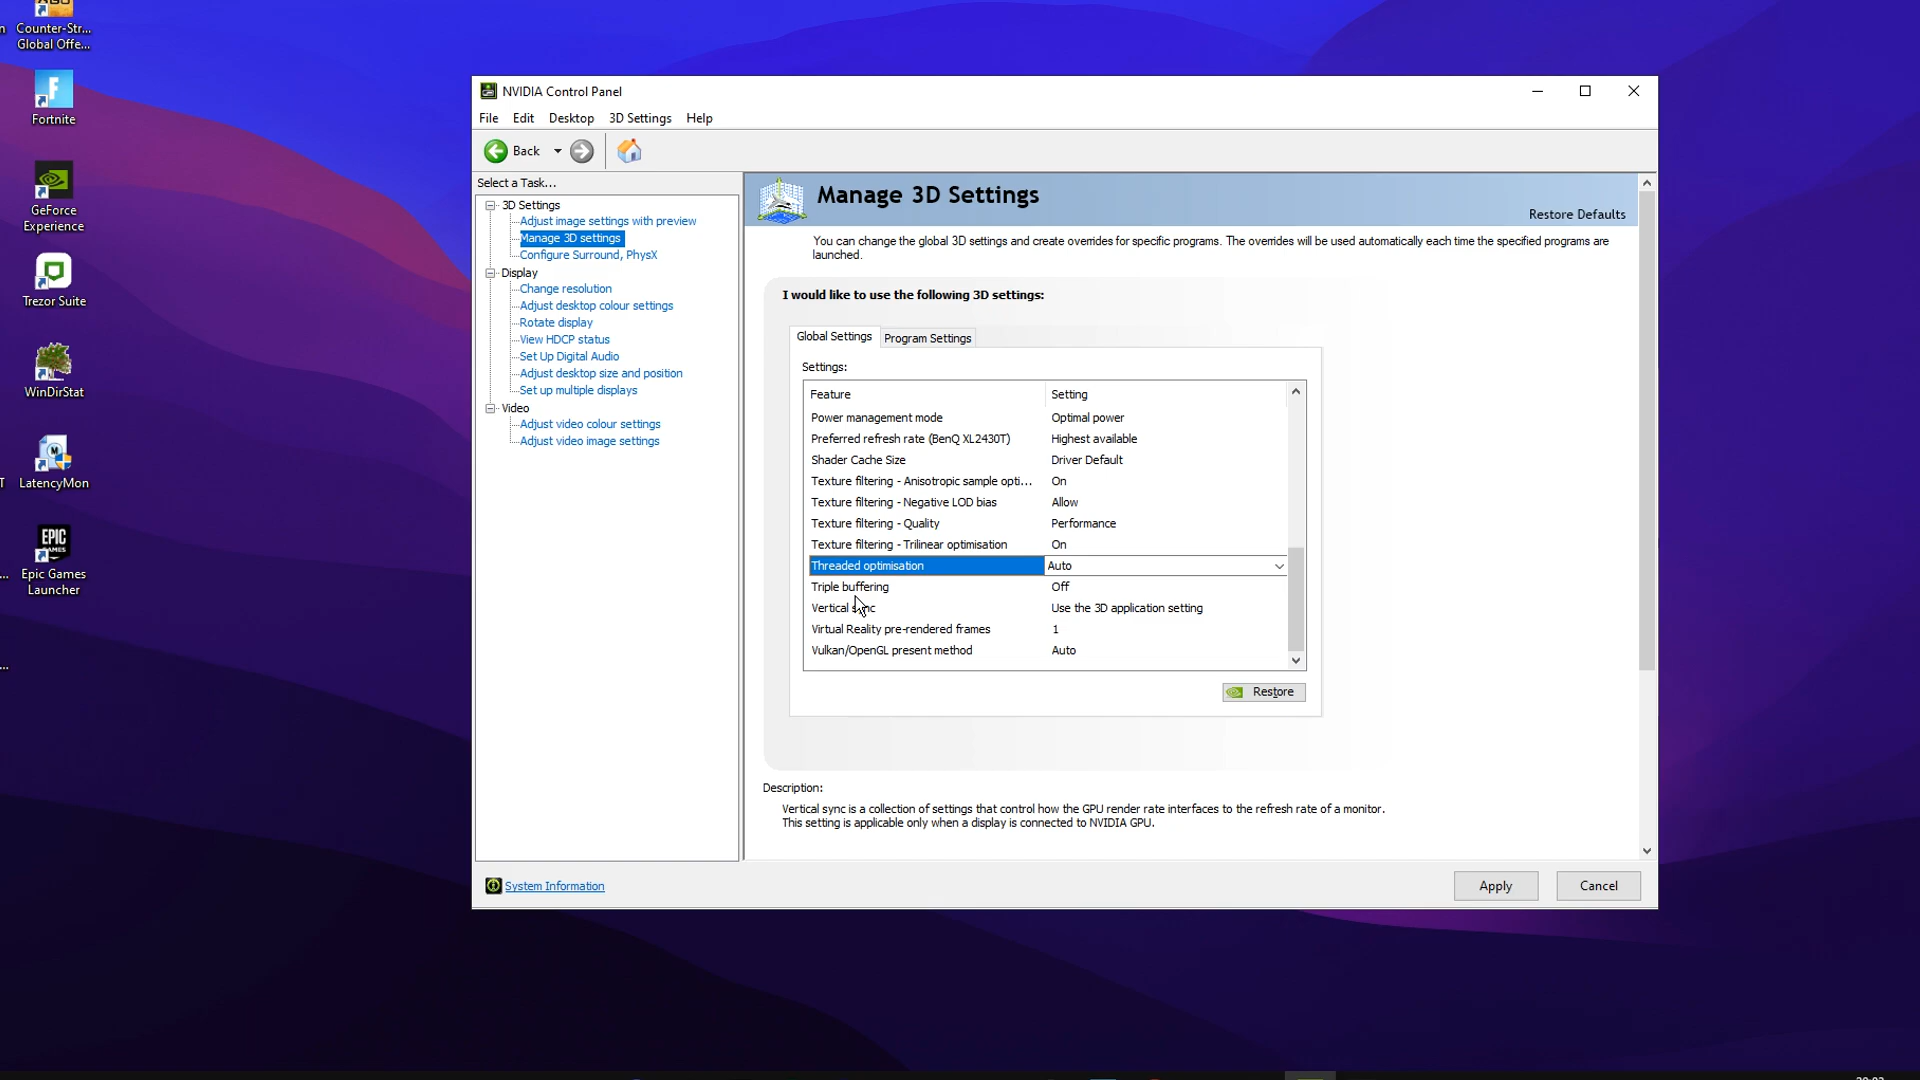 Counter-Str...
Global Offe...
Fortnite
GeForce
Experience
Trezor Suite
WinDirStat
LatencyMon
EPIC
GAMES
Epic Games
Launcher
NVIDIA Control Panel
File Edit Desktop 3D Settings Help
Back
Select a Task...
3D Settings
Adjust image settings with preview
Manage 3D settings
Configure Surround, PhysX
Display
Change resolution
Adjust desktop colour settings
Rotate display
View HDCP status
Set Up Digital Audio
Adjust desktop size and position
Set up multiple displays
Video
Adjust video colour settings
Adjust video image settings
Manage 3D Settings
Restore Defaults
You can change the global 3D settings and create overrides for specific programs. The overrides will be used automatically each time the specified programs are
launched.
I would like to use the following 3D settings:
Global Settings Program Settings
Settings:
Feature Setting
Power management mode Optimal power
Preferred refresh rate (BenQ XL2430T) Highest available
Shader Cache Size Driver Default
Texture filtering - Anisotropic sample opti... On
Texture filtering - Negative LOD bias Allow
Texture filtering - Quality Performance
Texture filtering - Trilinear optimisation On
Threaded optimisation Auto
Triple buffering Off
Vertical sync Use the 3D application setting
Virtual Reality pre-rendered frames 1
Vulkan/OpenGL present method Auto
Restore
Description:
Vertical sync is a collection of settings that control how the GPU render rate interfaces to the refresh rate of a monitor.
This setting is applicable only when a display is connected to NVIDIA GPU.
System Information
Apply Cancel